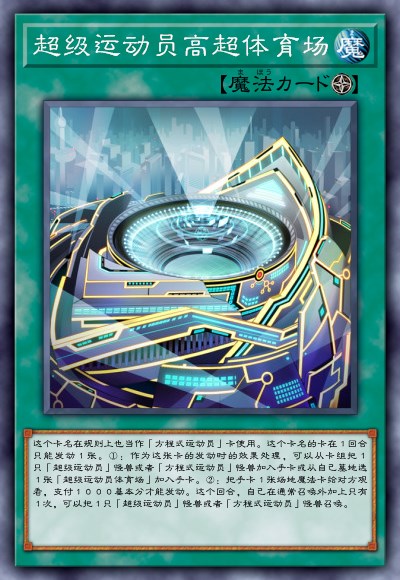 超级运动员高超体育场 魔
【魔法カード】
まほう
这个卡名在规则上也当作「方程式运动员」卡使用。这个卡名的卡在1回合
只能发动1张。①：作为这张卡的发动时的效果处理，可以从卡组把1
只「超级运动员」怪兽或者「方程式运动员」怪兽加入手卡或从自己墓地选
1张「超级运动员体育场」加入手卡。②：把手卡1张场地魔法卡给对方观
看，支付1000基本分才能发动。这个回合，自己在通常召唤外加上只有
1次，可以把1只「超级运动员」怪兽或者「方程式运动员」怪兽召唤。